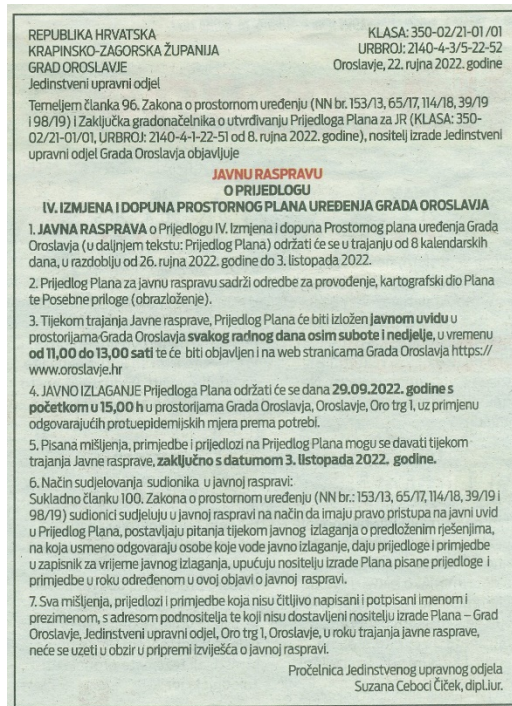 REPUBLIKA HRVATSKA
KRAPINSKO-ZAGORSKA ŽUPANIJA
GRAD OROSLAVJE
Jedinstveni upravni odjel
KLASA: 350-02/21-01 /01
URBROJ: 2140-4-3/5-22-52
Oroslavje, 22. rujna 2022. godine
Temeljem članka 96. Zakona o prostornom uređenju (NN br. 153/13, 65/17, 114/18, 39/19
i 98/19) i Zaključka gradonačelnika o utvrđivanju Prijedloga Plana za JR (KLASA: 350-
02/21-01/01, URBROJ: 2140-4-1-22-51 od 8. rujna 2022. godine), nositelj izrade Jedinstveni
upravni odjel Grada Oroslavja objavljuje
JAVNU RASPRAVU
O PRIJEDLOGU
IV. IZMJENA I DOPUNA PROSTORNOG PLANA UREĐENJA GRADA OROSLAVJA
1. JAVNA RASPRAVA o Prijedlogu IV. Izmjena i dopuna Prostornog plana uređenja Grada
Oroslavja (u daljnjem tekstu: Prijedlog Plana) održati će se u trajanju od 8 kalendarskih
dana, u razdoblju od 26. rujna 2022. godine do 3. listopada 2022.
2. Prijedlog Plana za javnu raspravu sadrži odredbe za provođenje, kartografski dio Plana
te Posebne priloge (obrazloženje).
3. Tijekom trajanja Javne rasprave, Prijedlog Plana će biti izložen javnom uvidu u
prostorijama Grada Oroslavja svakog radnog dana osim subote i nedjelje, u vremenu
od 11,00 do 13,00 sati te će biti objavljen i na web stranicama Grada Oroslavja https://
www.oroslavje.hr
4. JAVNO IZLAGANJE Prijedloga Plana održati će se dana 29.09.2022. godine s
početkom u 15,00 h u prostorijama Grada Oroslavja, Oroslavje, Oro trg 1, uz primjenu
odgovarajućih protuepidemijskih mjera prema potrebi.
5. Pisana mišljenja, primjedbe i prijedlozi na Prijedlog Plana mogu se davati tijekom
trajanja Javne rasprave, zaključno s datumom 3. listopada 2022. godine.
6. Način sudjelovanja sudionika u javnoj raspravi:
Sukladno članku 100. Zakona o prostornom uređenju (NN br.: 153/13, 65/17, 114/18, 39/19 i
98/19) sudionici sudjeluju u javnoj raspravi na način da imaju pravo pristupa na javni uvid
u Prijedlog Plana, postavljaju pitanja tijekom javnog izlaganja o predloženim rješenjima,
na koja usmeno odgovaraju osobe koje vode javno izlaganje, daju prijedloge i primjedbe
u zapisnik za vrijeme javnog izlaganja, upućuju nositelju izrade Plana pisane prijedloge i
primjedbe u roku određenom u ovoj objavi o javnoj raspravi.
7. Sva mišljenja, prijedlozi i primjedbe koja nisu čitljivo napisani i potpisani imenom i
prezimenom, s adresom podnositelja te koji nisu dostavljeni nositelju izrade Plana – Grad
Oroslavje, Jedinstveni upravni odjel, Oro trg 1, Oroslavje, u roku trajanja javne rasprave,
neće se uzeti u obzir u pripremi izviješća o javnoj raspravi.
Pročelnica Jedinstvenog upravnog odjela
Suzana Ceboci Čiček, dipl.iur.